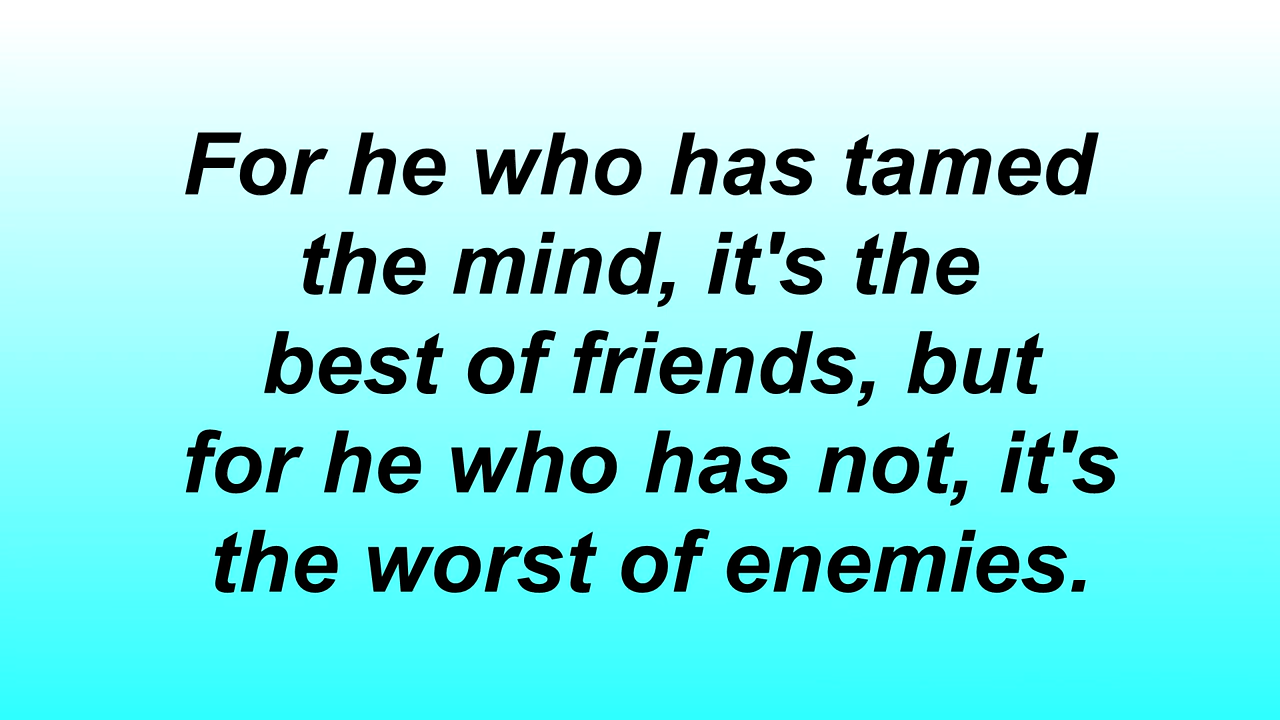 For he who has tamed
the mind, it's the
best of friends, but
for he who has not, it's
the worst of enemies.